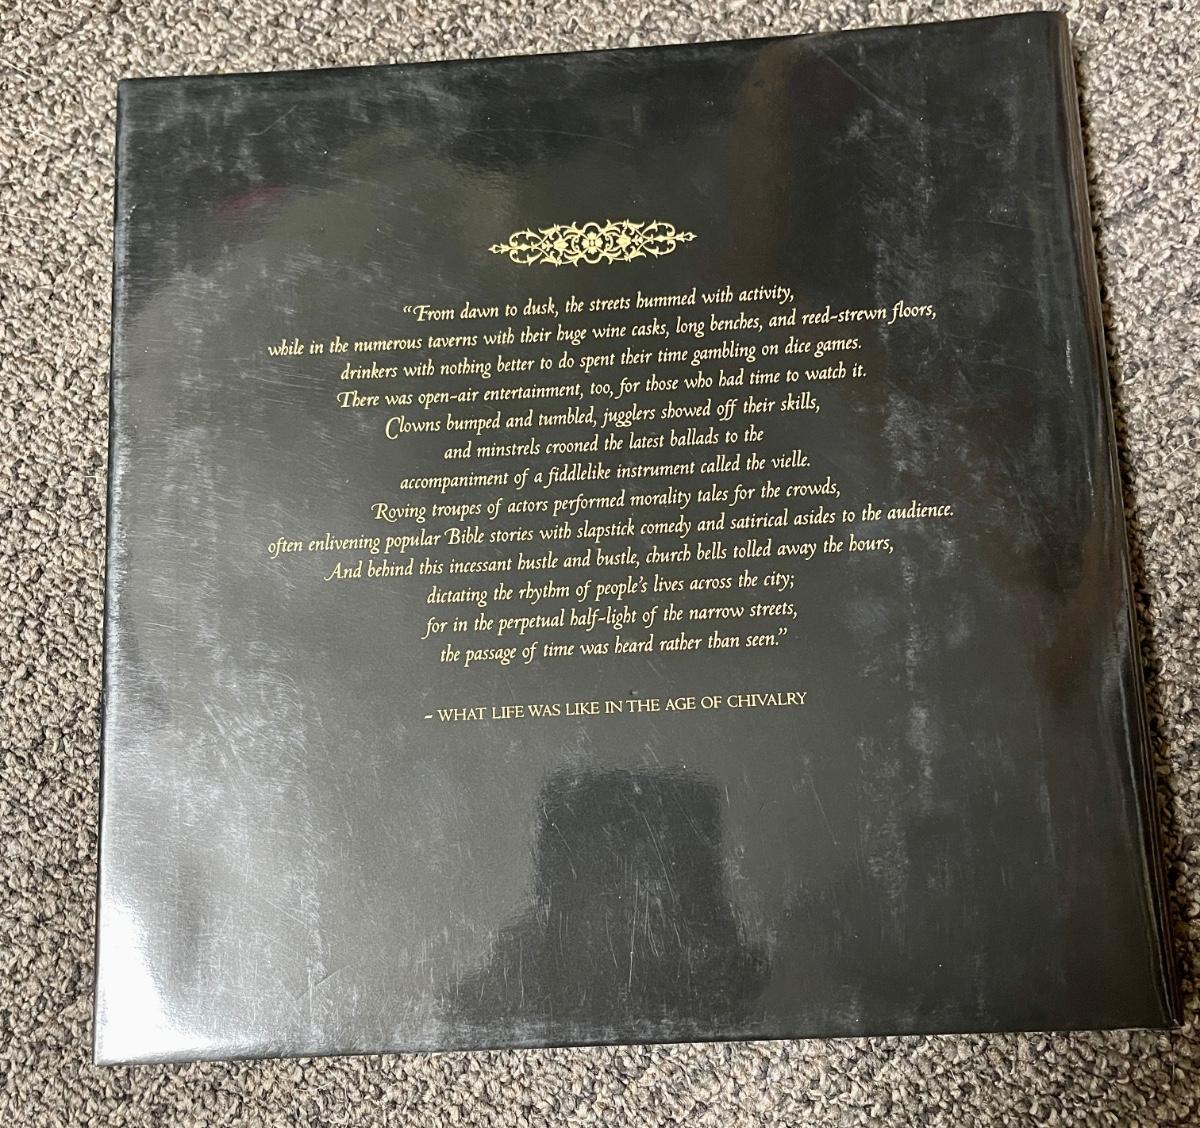 “From dawn to dusk, the streets hummed with activity,
while in the numerous taverns with their huge wine casks, long benches, and reed-strewn floors,
drinkers with nothing better to do spent their time gambling on dice games.
There was open-air entertainment, too, for those who had time to watch it.
Clowns bumped and tumbled, jugglers showed off their skills,
and minstrels crooned the latest ballads to the
accompaniment of a fiddlelike instrument called the vielle.
Roving troupes of actors performed morality tales for the crowds,
often enlivening popular Bible stories with slapstick comedy and satirical asides to the audience.
And behind this incessant hustle and bustle, church bells tolled away the hours,
dictating the rhythm of people’s lives across the city;
for in the perpetual half-light of the narrow streets,
the passage of time was heard rather than seen.”
– WHAT LIFE WAS LIKE IN THE AGE OF CHIVALRY